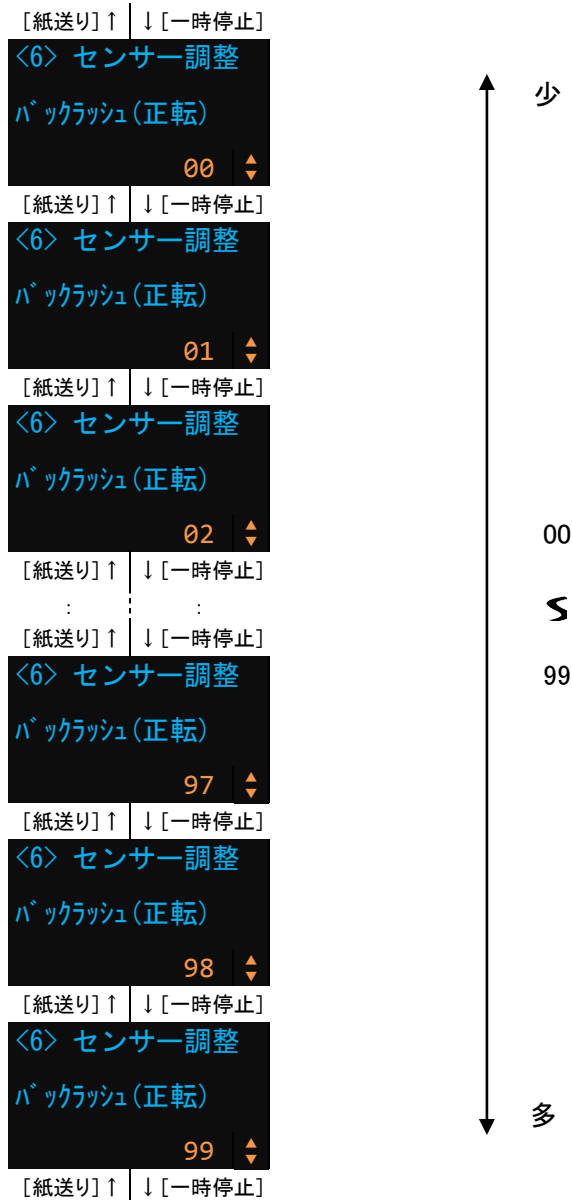 [紙送り]↑ ↓[一時停止]
<6> センサー調整
少
ﾊﾞｯｸﾗｯｼｭ(正転)
00
[紙送り]↑ ↓[一時停止]
<6> センサー調整
ﾊﾞｯｸﾗｯｼｭ(正転)
01
[紙送り]↑ ↓[一時停止]
<6> センサー調整
ﾊﾞｯｸﾗｯｼｭ(正転)
02
00
[紙送り]↑ ↓[一時停止]
: :
[紙送り]↑ ↓[一時停止]
<6> センサー調整
99
ﾊﾞｯｸﾗｯｼｭ(正転)
97
[紙送り]↑ ↓[一時停止]
<6> センサー調整
ﾊﾞｯｸﾗｯｼｭ(正転)
98
[紙送り]↑ ↓[一時停止]
<6> センサー調整
ﾊﾞｯｸﾗｯｼｭ(正転)
多
99
[紙送り]↑ ↓[一時停止]